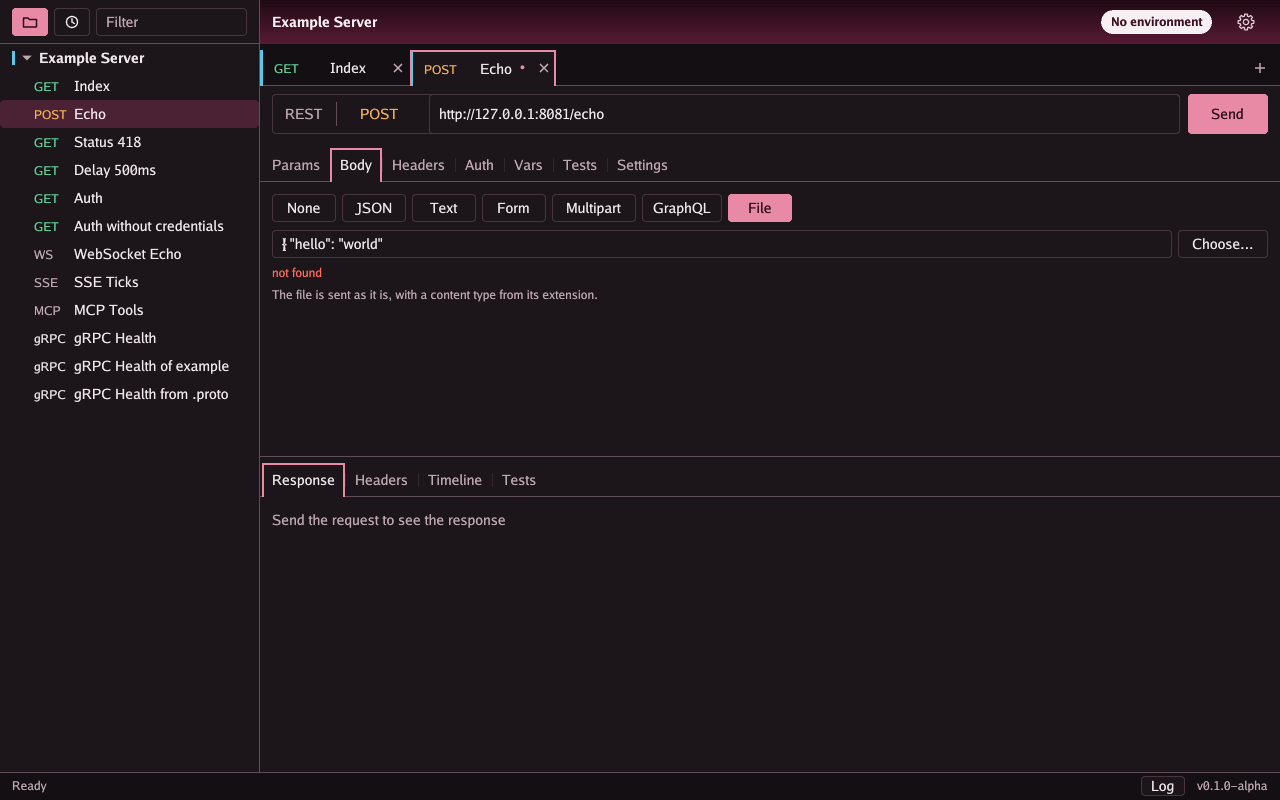 Filter
Example Server
No environment
Example Server
GET Index
POST Echo
GET Status 418
GET Delay 500ms
GET Auth
GET Auth without credentials
WS WebSocket Echo
SSE SSE Ticks
MCP MCP Tools
gRPC gRPC Health
gRPC gRPC Health of example
gRPC gRPC Health from .proto
GET Index
POST Echo
REST POST http://127.0.0.1:8081/echo Send
Params Body Headers Auth Vars Tests Settings
None JSON Text Form Multipart GraphQL File
"hello": "world" Choose...
not found
The file is sent as it is, with a content type from its extension.
Response Headers Timeline Tests
Send the request to see the response
Ready
Log v0.1.0-alpha